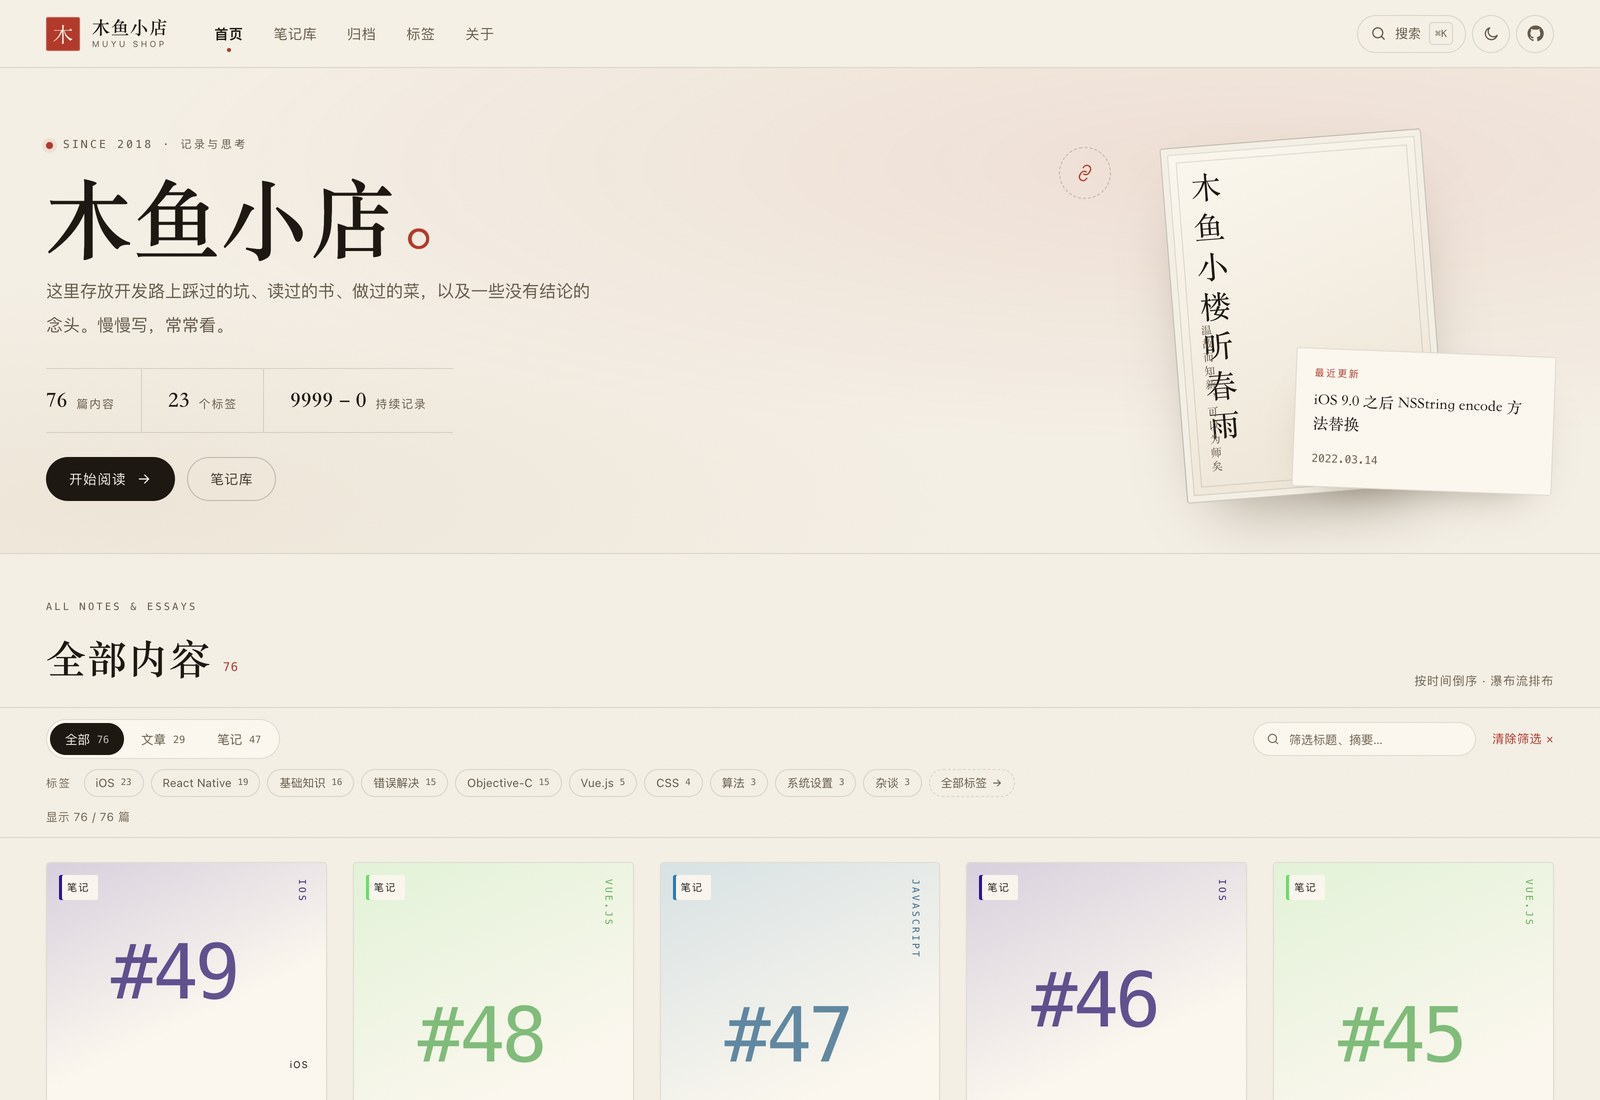 木
木鱼小店
MUYU SHOP
首页
笔记库
归档
标签
关于
搜索
⌘K
SINCE 2018 · 记录与思考
木鱼小店。
这里存放开发路上踩过的坑、读过的书、做过的菜，以及一些没有结论的
念头。慢慢写，常常看。
76 篇内容
23 个标签
9999 – 0 持续记录
开始阅读 →
笔记库
木鱼小楼听春雨
温故而知新 可以为师矣
最近更新
iOS 9.0 之后 NSString encode 方
法替换
2022.03.14
ALL NOTES & ESSAYS
全部内容 76
按时间倒序 · 瀑布流排布
全部 76
文章 29
笔记 47
筛选标题、摘要...
清除筛选 ×
标签
iOS 23
React Native 19
基础知识 16
错误解决 15
Objective-C 15
Vue.js 5
CSS 4
算法 3
系统设置 3
杂谈 3
全部标签 →
显示 76 / 76 篇
笔记
IOS
#49
iOS
笔记
VUE.JS
#48
笔记
JAVASCRIPT
#47
笔记
IOS
#46
笔记
VUE.JS
#45